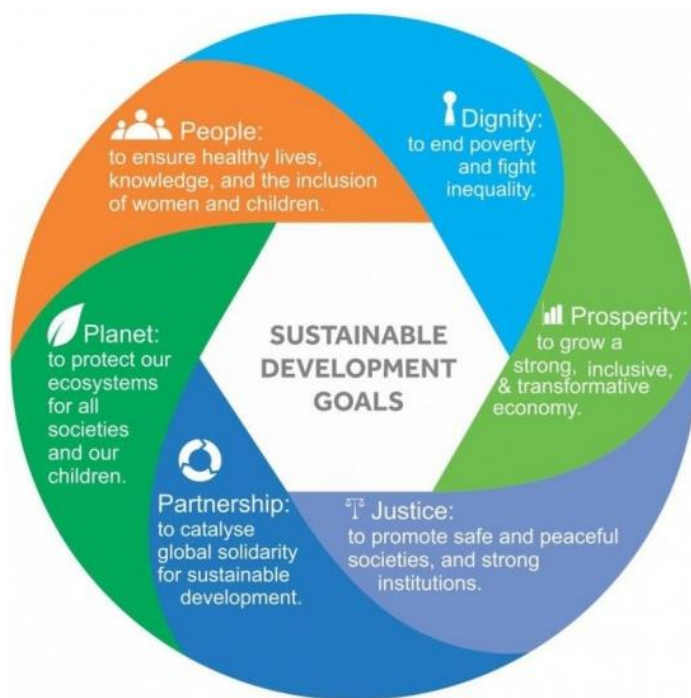 People:
to ensure healthy lives,
knowledge, and the inclusion
of women and children.
Dignity:
to end poverty
and fight
inequality.
Prosperity:
to grow a
strong, inclusive,
& transformative
economy.
Justice:
to promote safe and peaceful
societies, and strong
institutions.
Partnership:
to catalyse
global solidarity
for sustainable
development.
Planet:
to protect our
ecosystems
for all
societies
and our
children.
SUSTAINABLE
DEVELOPMENT
GOALS